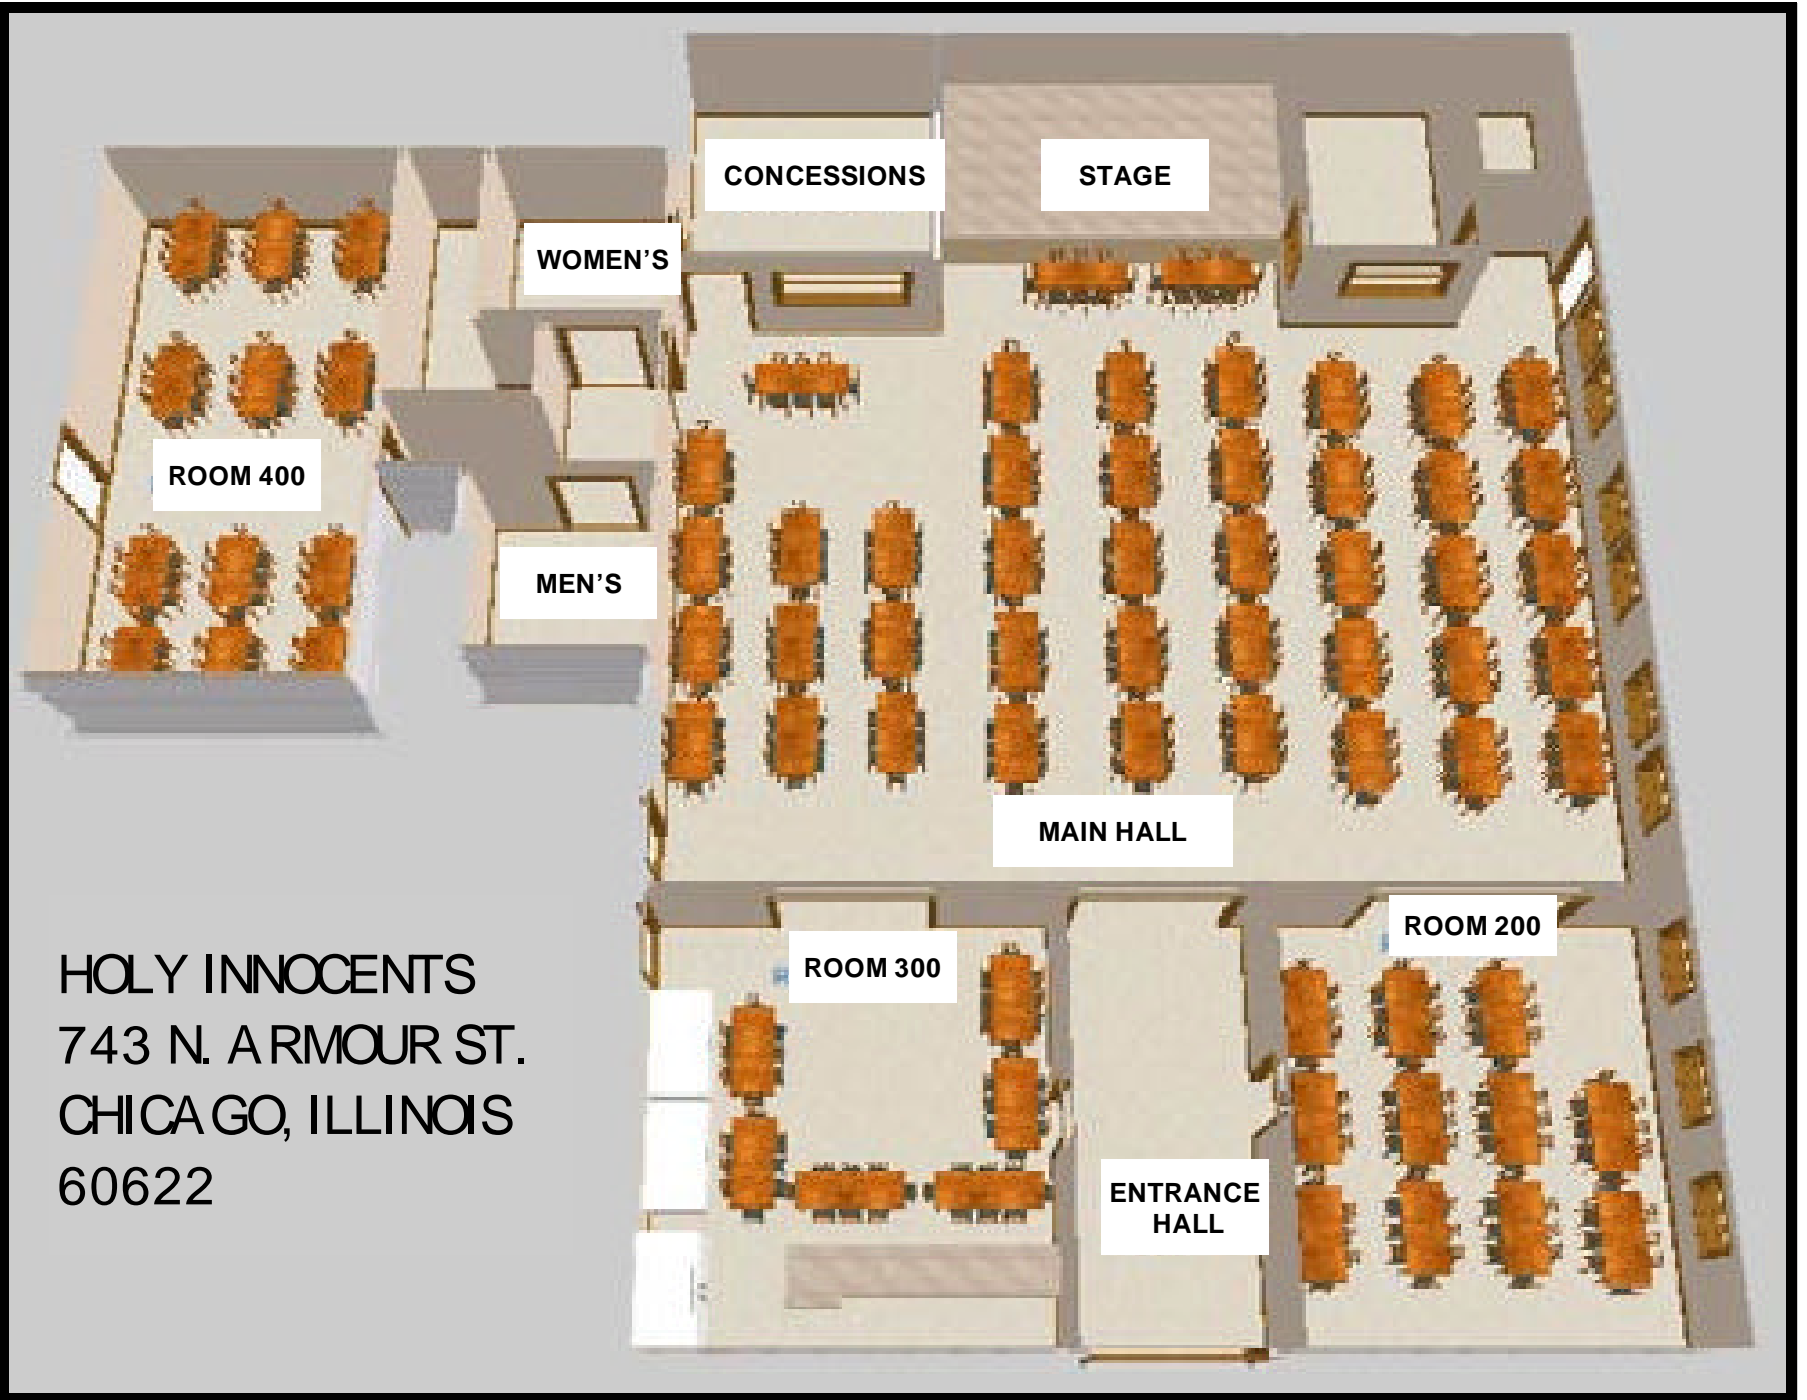 CONCESSIONS
STAGE
WOMEN'S
ROOM 400
MEN'S
MAIN HALL
ROOM 200
ROOM 300
ENTRANCE
HALL
HOLY INNOCENTS
743 N. ARMOUR ST.
CHICAGO, ILLINOIS
60622